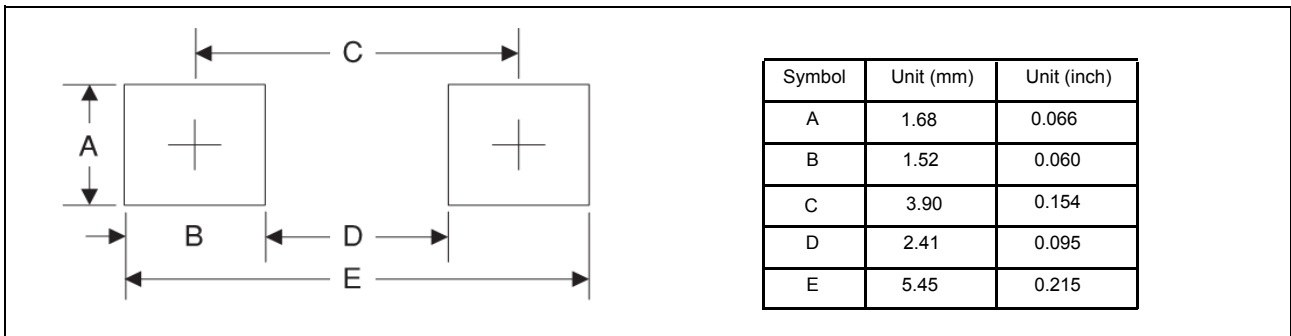 C
A
B
D
E
Symbol Unit (mm) Unit (inch)
A 1.68 0.066
B 1.52 0.060
C 3.90 0.154
D 2.41 0.095
E 5.45 0.215